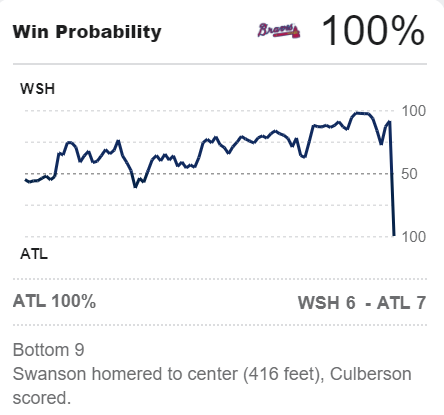 Win Probability
Braves
100%
WSH
100
50
100
ATL
ATL 100%
WSH 6 - ATL 7
Bottom 9
Swanson homered to center (416 feet), Culberson
scored.